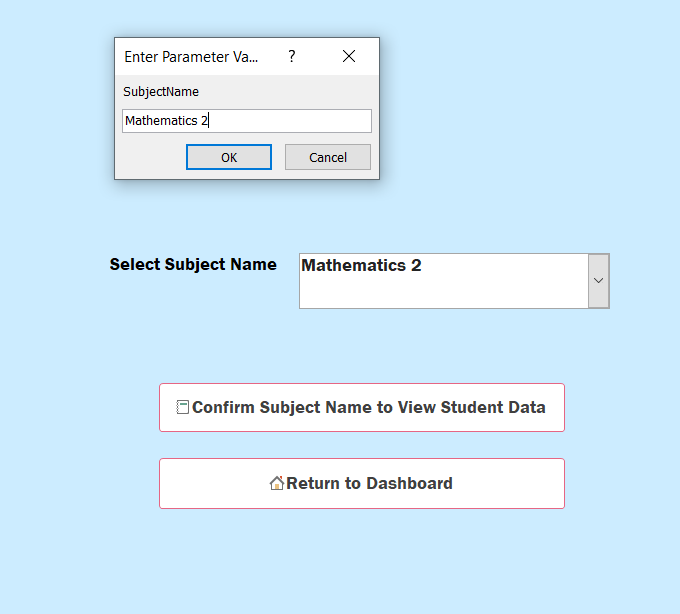 Enter Parameter Va... ?
SubjectName
Mathematics 2
OK Cancel
Select Subject Name Mathematics 2
Confirm Subject Name to View Student Data
Return to Dashboard